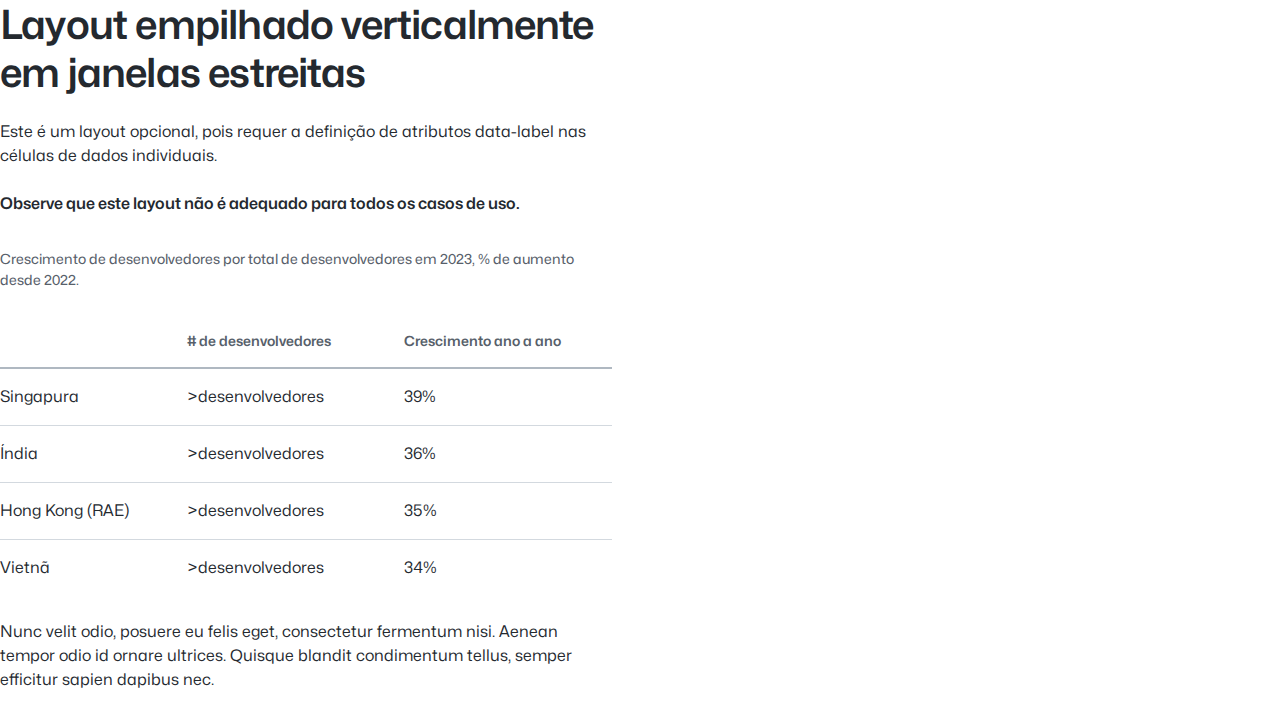 Layout empilhado verticalmente
em janelas estreitas
Este é um layout opcional, pois requer a definição de atributos data-label nas
células de dados individuais.
Observe que este layout não é adequado para todos os casos de uso.
Crescimento de desenvolvedores por total de desenvolvedores em 2023, % de aumento
desde 2022.
# de desenvolvedores Crescimento ano a ano
Singapura >desenvolvedores 39%
Índia >desenvolvedores 36%
Hong Kong (RAE) >desenvolvedores 35%
Vietnã >desenvolvedores 34%
Nunc velit odio, posuere eu felis eget, consectetur fermentum nisi. Aenean
tempor odio id ornare ultrices. Quisque blandit condimentum tellus, semper
efficitur sapien dapibus nec.